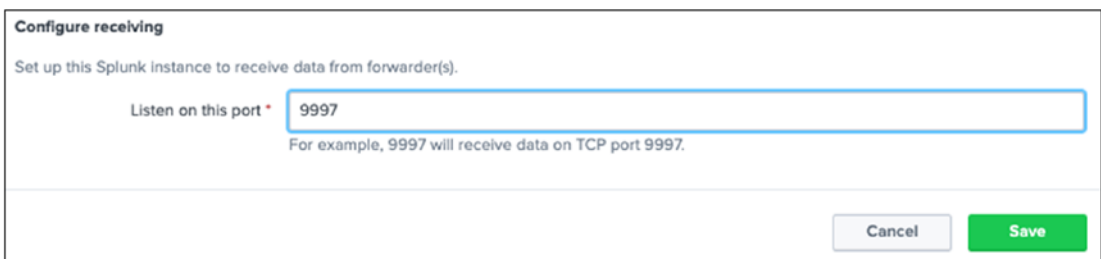 Configure receiving
Set up this Splunk instance to receive data from forwarder(s).
Listen on this port * 9997
For example, 9997 will receive data on TCP port 9997.
Cancel Save